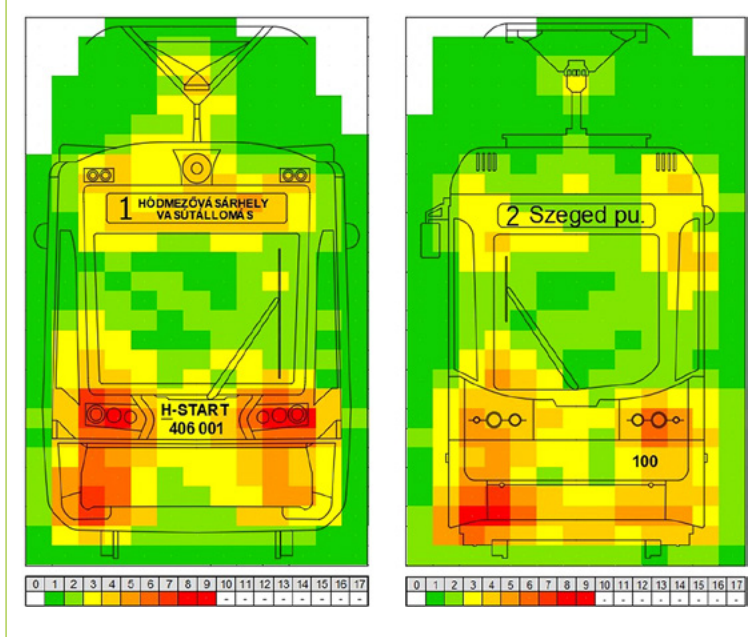 1 HÓDMEZŐVÁSÁRHELY
VASÚTÁLLOMÁS
H-START
406 001
0 1 2 3 4 5 6 7 8 9 10 11 12 13 14 15 16 17
- - - - - - - -
2 Szeged pu.
100
0 1 2 3 4 5 6 7 8 9 10 11 12 13 14 15 16 17
- - - - - - - -